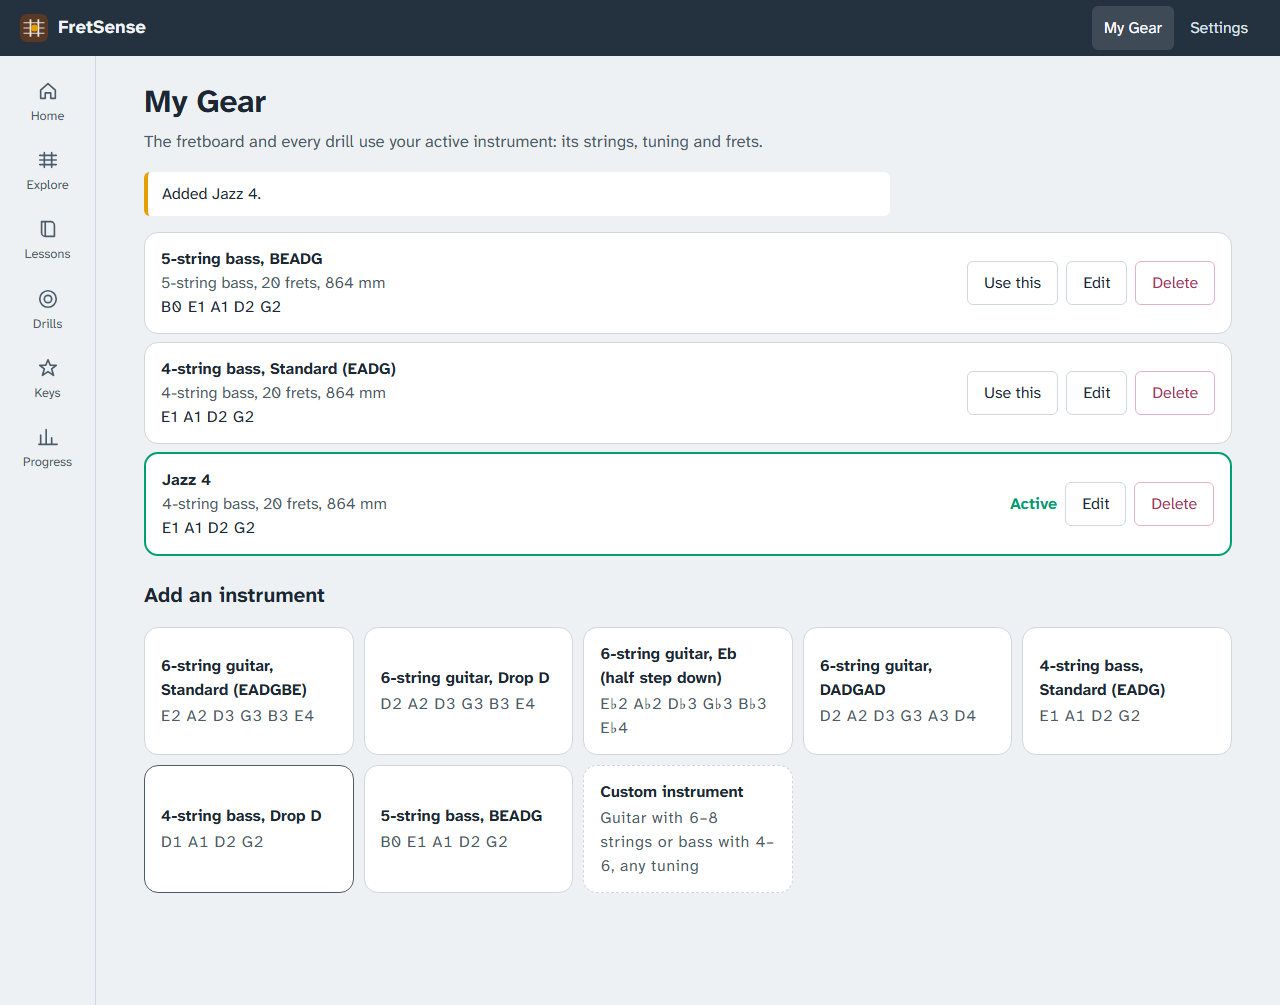 FretSense
My Gear
Settings
Home
Explore
Lessons
Drills
Keys
Progress
My Gear
The fretboard and every drill use your active instrument: its strings, tuning and frets.
Added Jazz 4.
5-string bass, BEADG
5-string bass, 20 frets, 864 mm
B0 E1 A1 D2 G2
Use this
Edit
Delete
4-string bass, Standard (EADG)
4-string bass, 20 frets, 864 mm
E1 A1 D2 G2
Use this
Edit
Delete
Jazz 4
4-string bass, 20 frets, 864 mm
E1 A1 D2 G2
Active
Edit
Delete
Add an instrument
6-string guitar,
Standard (EADGBE)
E2 A2 D3 G3 B3 E4
6-string guitar, Drop D
D2 A2 D3 G3 B3 E4
6-string guitar, Eb
(half step down)
E♭2 A♭2 D♭3 G♭3 B♭3
E♭4
6-string guitar,
DADGAD
D2 A2 D3 G3 A3 D4
4-string bass,
Standard (EADG)
E1 A1 D2 G2
4-string bass, Drop D
D1 A1 D2 G2
5-string bass, BEADG
B0 E1 A1 D2 G2
Custom instrument
Guitar with 6–8
strings or bass with 4–
6, any tuning